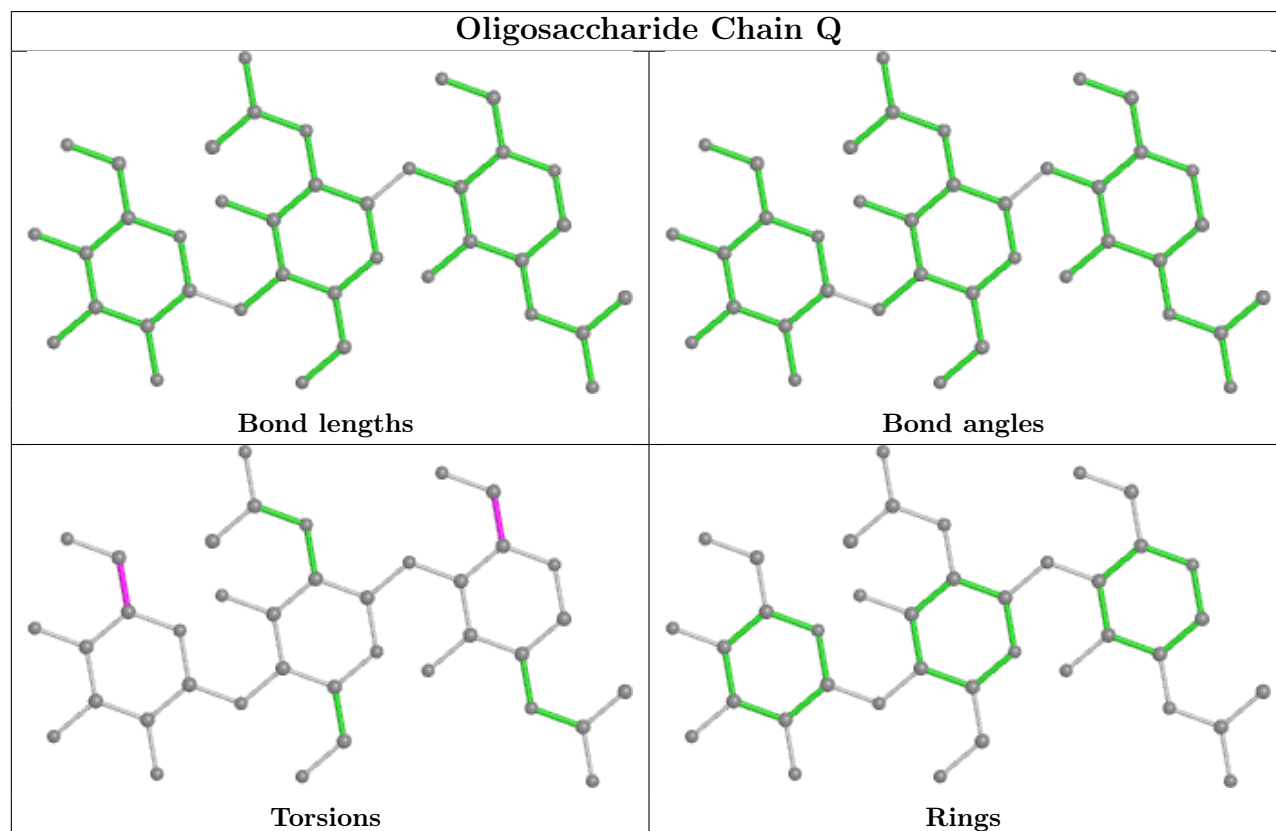 Oligosaccharide Chain Q
Bond lengths
Bond angles
Torsions
Rings